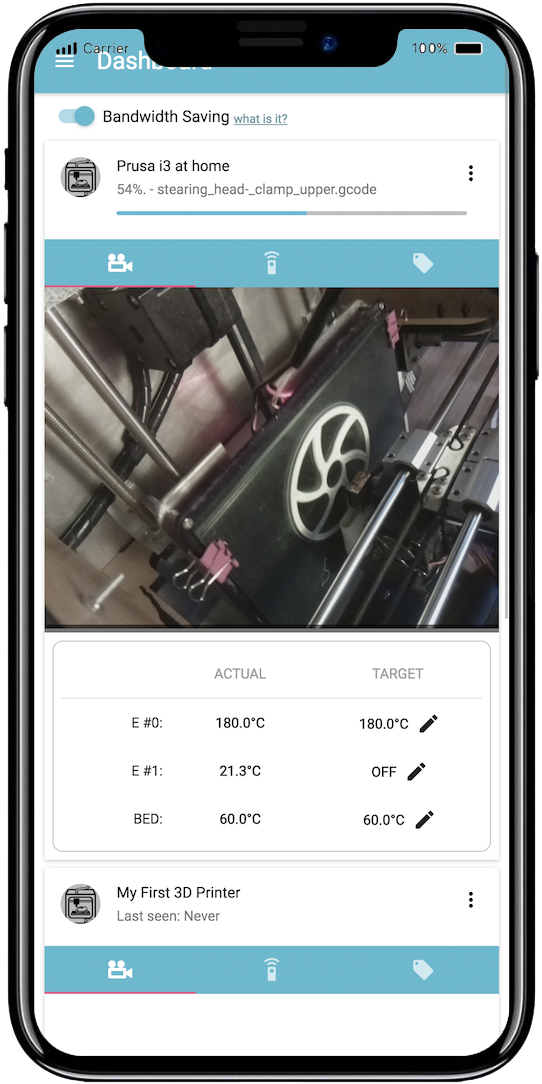 Carrier
100%
Dashboard
Bandwidth Saving what is it?
Prusa i3 at home
54%. - stearing_head-_clamp_upper.gcode
ACTUAL TARGET
E #0: 180.0°C 180.0°C
E #1: 21.3°C OFF
BED: 60.0°C 60.0°C
My First 3D Printer
Last seen: Never